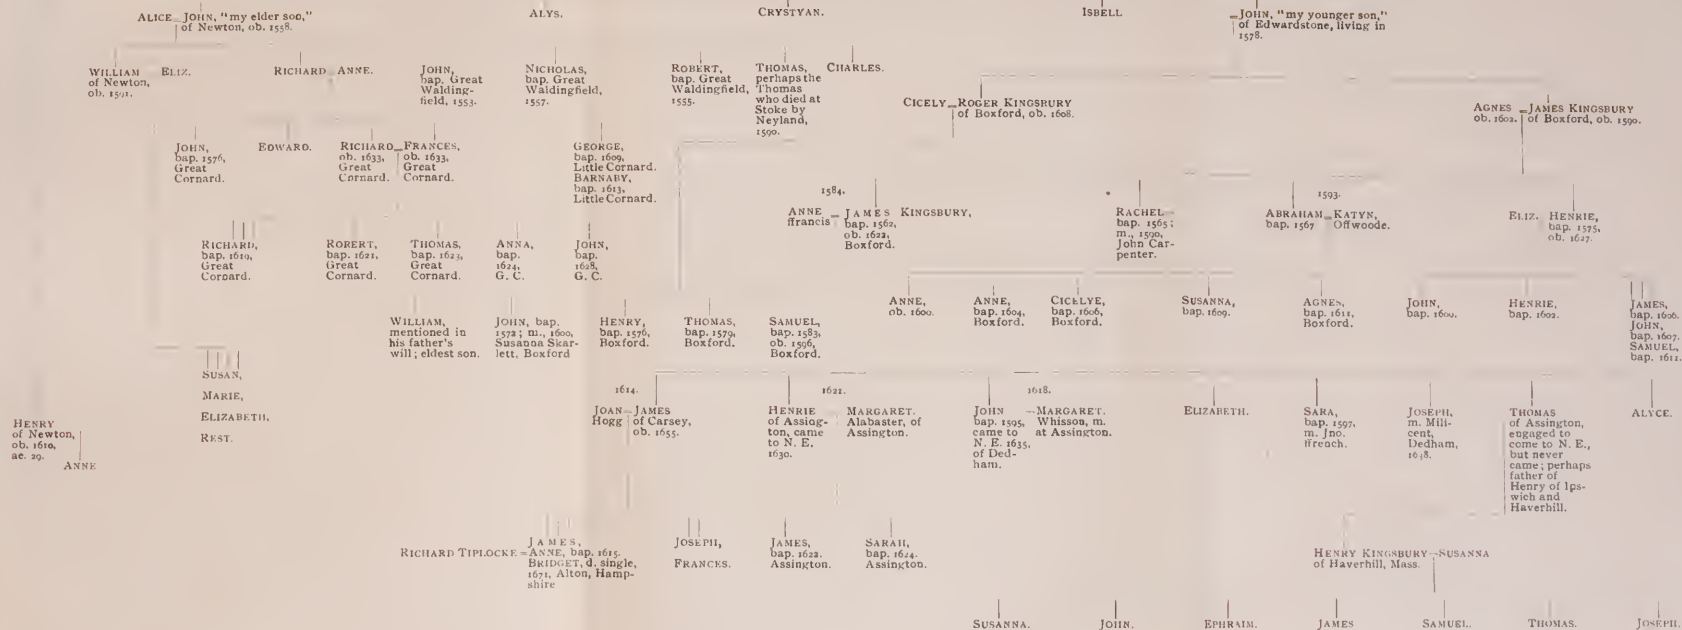 ALICE JOHN, "my elder son,"
of Newton, ob. 1558.
ALYS.
CRYSTYAN.
ISBELL
JOHN, "my younger son,"
of Edwardstone, living in
1578.
WILLIAM
of Newton,
ob. 1591.
ELIZ.
RICHARD ANNE.
JOHN,
bap. Great
Walding-
field, 1553.
NICHOLAS,
bap. Great
Waldingfield,
1557.
ROBERT,
bap. Great
Waldingfield,
1555.
THOMAS,
perhaps the
Thomas
who died at
Stoke by
Neyland,
1590.
CHARLES.
CICELY ROGER KINGSBURY
of Boxford, ob. 1608.
AGNES = JAMES KINGSBURY
ob. 1602. of Boxford, ob. 1590.
JOHN,
bap. 1576,
Great
Cornard.
EDWARD.
RICHARD = FRANCES,
ob. 1633, ob. 1633,
Great Great
Cornard. Cornard.
GEORGE,
bap. 1609,
Little Cornard.
BARNABY,
bap. 1613,
Little Cornard.
1584.
ANNE = JAMES KINGSBURY,
ffrancis bap. 1562,
ob. 1622,
Boxford.
RACHEL
bap. 1565;
m., 1590,
John Car-
penter.
1593.
ABRAHAM = KATYN,
bap. 1567 Offwoode.
ELIZ. HENRIE,
bap. 1575,
ob. 1627.
RICHARD,
bap. 1619,
Great
Cornard.
ROBERT,
bap. 1621,
Great
Cornard.
THOMAS,
bap. 1623,
Great
Cornard.
ANNA,
bap.
1624,
G. C.
JOHN,
bap.
1628,
G. C.
ANNE,
ob. 1600.
ANNE,
bap. 1604,
Boxford.
CICELYE,
bap. 1606,
Boxford.
SUSANNA,
bap. 1609.
AGNES,
bap. 1611,
Boxford.
JOHN,
bap. 1600.
HENRIE,
bap. 1602.
JAMES,
bap. 1606.
JOHN,
bap. 1607.
SAMUEL,
bap. 1611.
WILLIAM,
mentioned in
his father's
will; eldest son.
JOHN, bap.
1572; m., 1600,
Susanna Skar-
lett, Boxford
HENRY,
bap. 1576,
Boxford.
THOMAS,
bap. 1579,
Boxford.
SAMUEL,
bap. 1583,
ob. 1596,
Boxford.
SUSAN,
MARIE,
ELIZABETH,
REST.
HENRY
of Newton,
ob. 1610,
ae. 29.
ANNE
1614.
JOAN = JAMES
Hogg of Carsey,
ob. 1655.
1621.
HENRIE MARGARET.
of Assing- Alabaster, of
ton, came Assington.
to N. E.
1630.
1618.
JOHN MARGARET.
bap. 1595, Whisson, m.
came to at Assington.
N. E. 1635,
of Ded-
ham.
ELIZABETH.
SARA,
bap. 1597,
m. Jno.
ffrench.
JOSEPH,
m. Mili-
cent,
Dedham,
THOMAS
of Assington,
engaged to
come to N. E.,
but never
came; perhaps
father of
Henry of Ips-
wich and
Haverhill.
ALYCE.
JAMES,
RICHARD TIPLOCKE = ANNE, bap. 1615.
BRIDGET, d. single,
1671, Alton, Hamp-
shire
JOSEPH,
FRANCES.
JAMES,
bap. 1622.
Assington.
SARAH,
bap. 1624.
Assington.
HENRY KINGSBURY = SUSANNA
of Haverhill, Mass.
SUSANNA.
JOHN.
EPHRAIM.
JAMES
SAMUEL.
THOMAS.
JOSEPH.